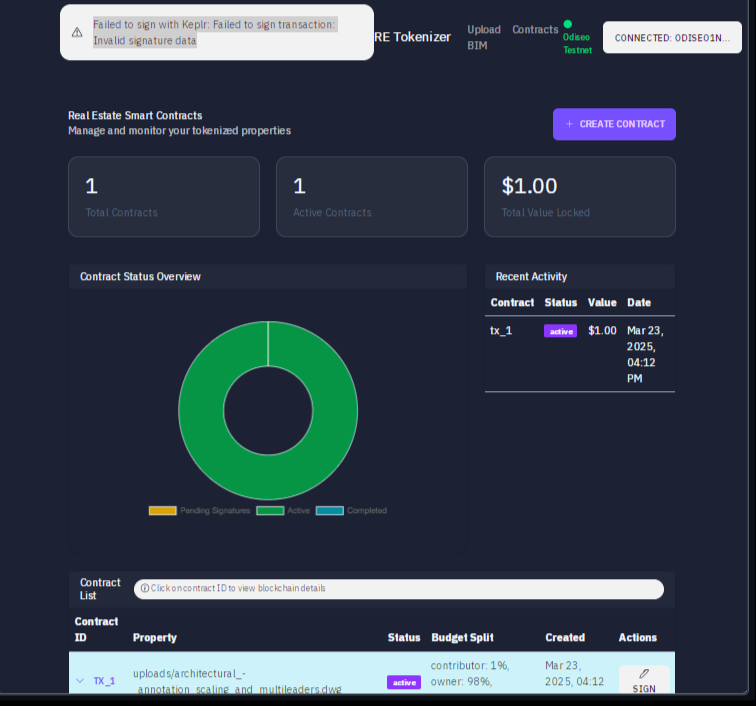 Failed to sign with Keplr: Failed to sign transaction:
Invalid signature data
RE Tokenizer
Upload
BIM
Contracts
Odiseo
Testnet
CONNECTED: ODISEO1N...
Real Estate Smart Contracts
Manage and monitor your tokenized properties
+ CREATE CONTRACT
1
Total Contracts
1
Active Contracts
$1.00
Total Value Locked
Contract Status Overview
Pending Signatures Active Completed
Recent Activity
Contract Status Value Date
tx_1 active $1.00 Mar 23,
2025,
04:12
PM
Contract
List
Click on contract ID to view blockchain details
Contract
ID Property Status Budget Split Created Actions
TX_1
uploads/architectural_-
_annotation_scaling_and_multileaders.dwg
active
contributor: 1%,
owner: 98%,
Mar 23,
2025, 04:12
SIGN